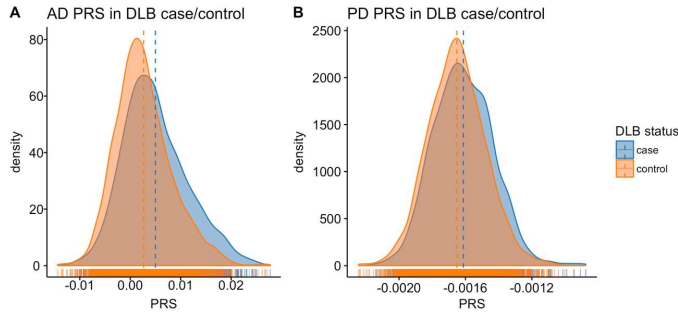 A AD PRS in DLB case/control
80
60
40
20
0
density
-0.01 0.00 0.01 0.02
PRS
B PD PRS in DLB case/control
2500
2000
1500
1000
500
0
density
-0.0020 -0.0016 -0.0012
PRS
DLB status
case
control